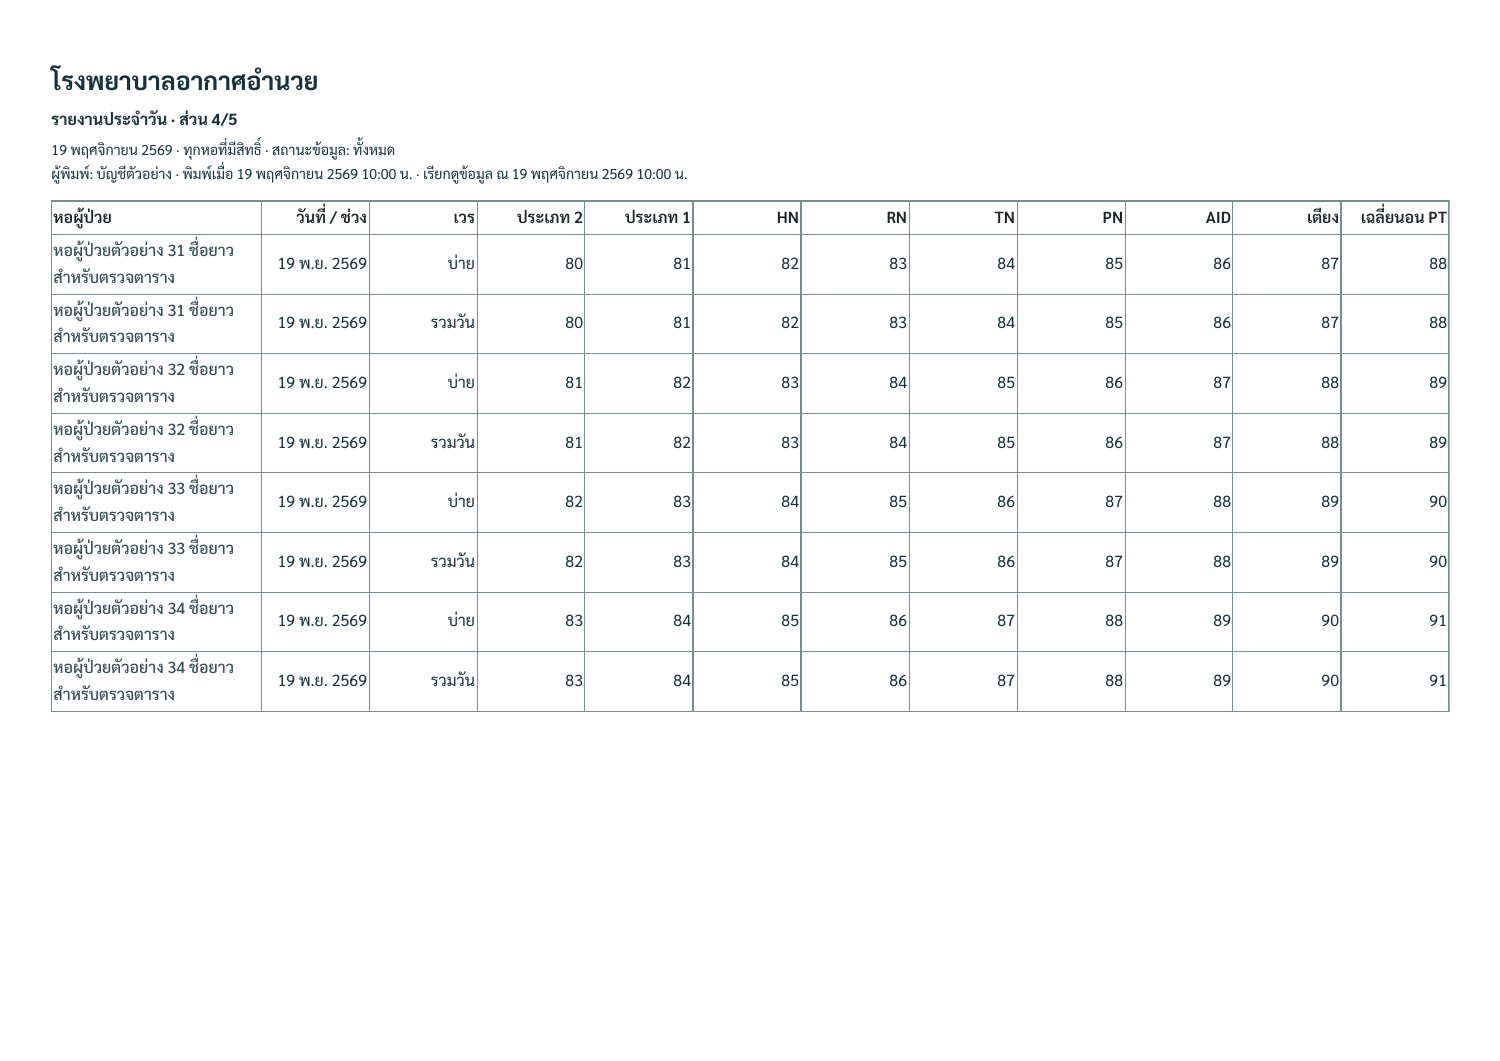 โรงพยาบาลอากาศอำนวย
รายงานประจำวัน · ส่วน 4/5
19 พฤศจิกายน 2569 · ทุกหอที่มีสิทธิ์ · สถานะข้อมูล: ทั้งหมด
ผู้พิมพ์: บัญชีตัวอย่าง · พิมพ์เมื่อ 19 พฤศจิกายน 2569 10:00 น. · เรียกดูข้อมูล ณ 19 พฤศจิกายน 2569 10:00 น.
หอผู้ป่วย วันที่ / ช่วง เวร ประเภท 2 ประเภท 1 HN RN TN PN AID เตียง เฉลี่ยนอน PT
หอผู้ป่วยตัวอย่าง 31 ชื่อยาว
สำหรับตรวจตาราง 19 พ.ย. 2569 บ่าย 80 81 82 83 84 85 86 87 88
หอผู้ป่วยตัวอย่าง 31 ชื่อยาว
สำหรับตรวจตาราง 19 พ.ย. 2569 รวมวัน 80 81 82 83 84 85 86 87 88
หอผู้ป่วยตัวอย่าง 32 ชื่อยาว
สำหรับตรวจตาราง 19 พ.ย. 2569 บ่าย 81 82 83 84 85 86 87 88 89
หอผู้ป่วยตัวอย่าง 32 ชื่อยาว
สำหรับตรวจตาราง 19 พ.ย. 2569 รวมวัน 81 82 83 84 85 86 87 88 89
หอผู้ป่วยตัวอย่าง 33 ชื่อยาว
สำหรับตรวจตาราง 19 พ.ย. 2569 บ่าย 82 83 84 85 86 87 88 89 90
หอผู้ป่วยตัวอย่าง 33 ชื่อยาว
สำหรับตรวจตาราง 19 พ.ย. 2569 รวมวัน 82 83 84 85 86 87 88 89 90
หอผู้ป่วยตัวอย่าง 34 ชื่อยาว
สำหรับตรวจตาราง 19 พ.ย. 2569 บ่าย 83 84 85 86 87 88 89 90 91
หอผู้ป่วยตัวอย่าง 34 ชื่อยาว
สำหรับตรวจตาราง 19 พ.ย. 2569 รวมวัน 83 84 85 86 87 88 89 90 91